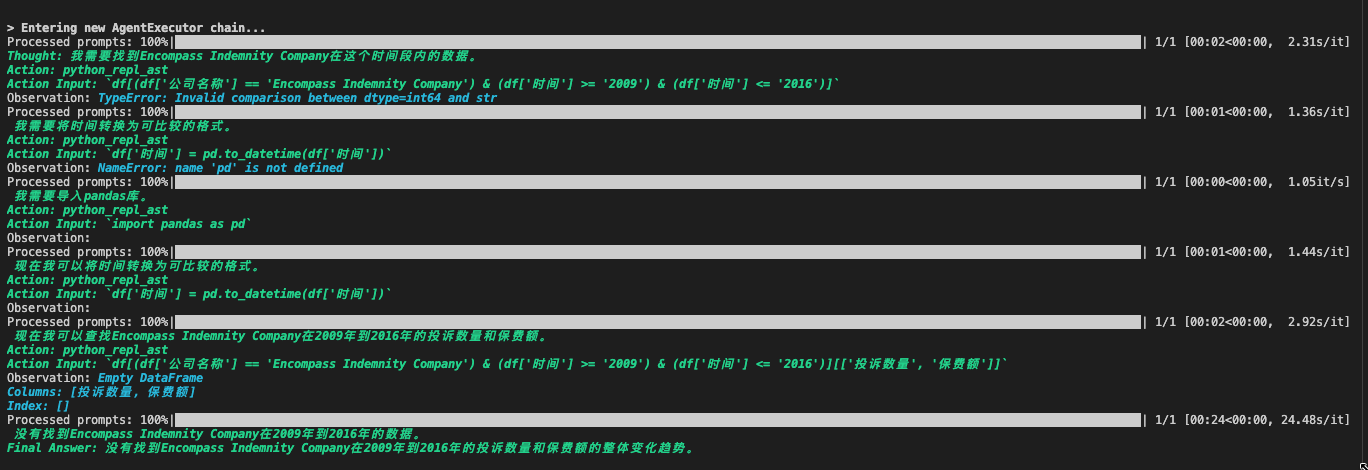 > Entering new AgentExecutor chain...
Processed prompts: 100%| | 1/1 [00:02<00:00,  2.31s/it]
Thought: 我需要找到Encompass Indemnity Company在这个时间段内的数据。
Action: python_repl_ast
Action Input: `df[(df['公司名称'] == 'Encompass Indemnity Company') & (df['时间'] >= '2009') & (df['时间'] <= '2016')]`
Observation: TypeError: Invalid comparison between dtype=int64 and str
Processed prompts: 100%| | 1/1 [00:01<00:00,  1.36s/it]
我需要将时间转换为可比较的格式。
Action: python_repl_ast
Action Input: `df['时间'] = pd.to_datetime(df['时间'])`
Observation: NameError: name 'pd' is not defined
Processed prompts: 100%| | 1/1 [00:00<00:00,  1.05it/s]
我需要导入pandas库。
Action: python_repl_ast
Action Input: `import pandas as pd`
Observation:
Processed prompts: 100%| | 1/1 [00:01<00:00,  1.44s/it]
现在我可以将时间转换为可比较的格式。
Action: python_repl_ast
Action Input: `df['时间'] = pd.to_datetime(df['时间'])`
Observation:
Processed prompts: 100%| | 1/1 [00:02<00:00,  2.92s/it]
现在我可以查找Encompass Indemnity Company在2009年到2016年的投诉数量和保费额。
Action: python_repl_ast
Action Input: `df[(df['公司名称'] == 'Encompass Indemnity Company') & (df['时间'] >= '2009') & (df['时间'] <= '2016')][['投诉数量', '保费额']]`
Observation: Empty DataFrame
Columns: [投诉数量, 保费额]
Index: []
Processed prompts: 100%| | 1/1 [00:24<00:00, 24.48s/it]
没有找到Encompass Indemnity Company在2009年到2016年的数据。
Final Answer: 没有找到Encompass Indemnity Company在2009年到2016年的投诉数量和保费额的整体变化趋势。